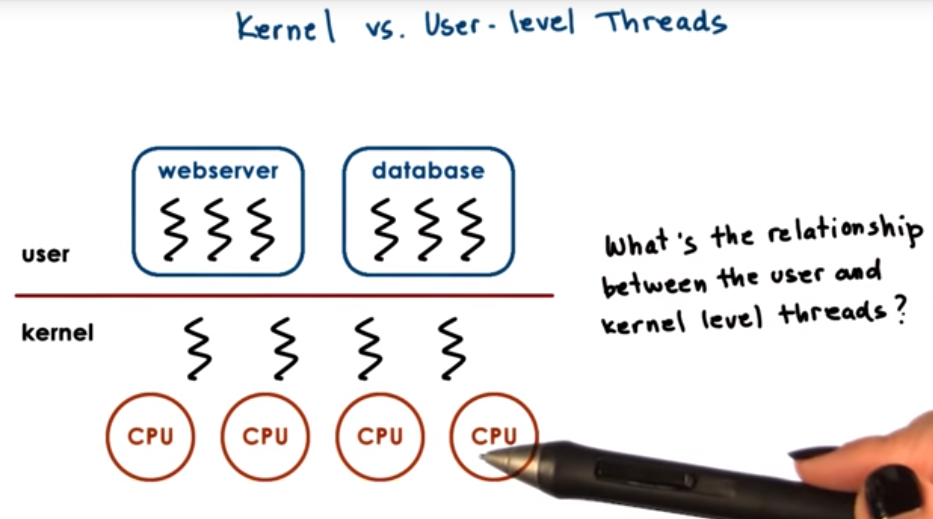 Kernel vs. User-level Threads
webserver
database
user
What's the relationship
between the user and
kernel level threads?
kernel
CPU
CPU
CPU
CPU